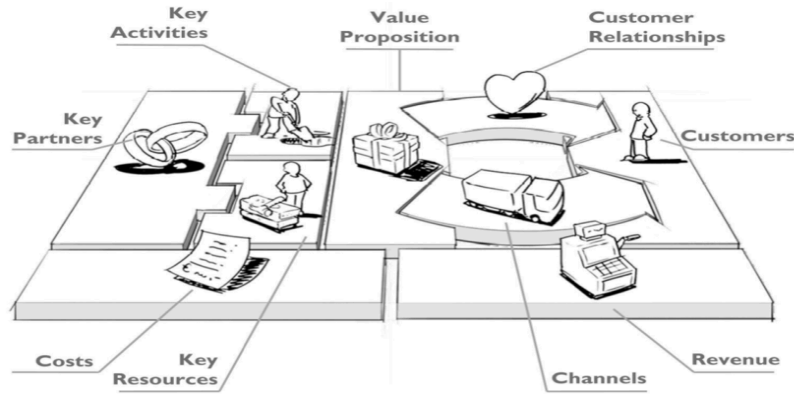 Key
Activities
Value
Proposition
Customer
Relationships
Key
Partners
Customers
Costs
Key
Resources
Channels
Revenue